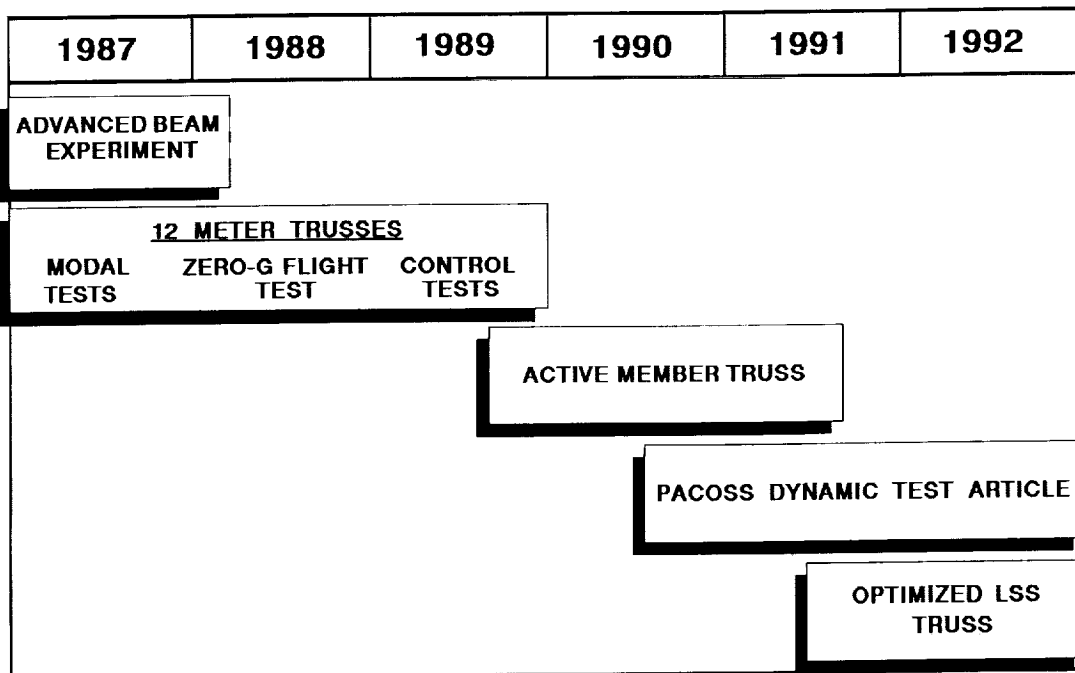 1987 1988 1989 1990 1991 1992
ADVANCED BEAM
EXPERIMENT
12 METER TRUSSES
MODAL ZERO-G FLIGHT CONTROL
TESTS TEST TESTS
ACTIVE MEMBER TRUSS
PACOSS DYNAMIC TEST ARTICLE
OPTIMIZED LSS
TRUSS